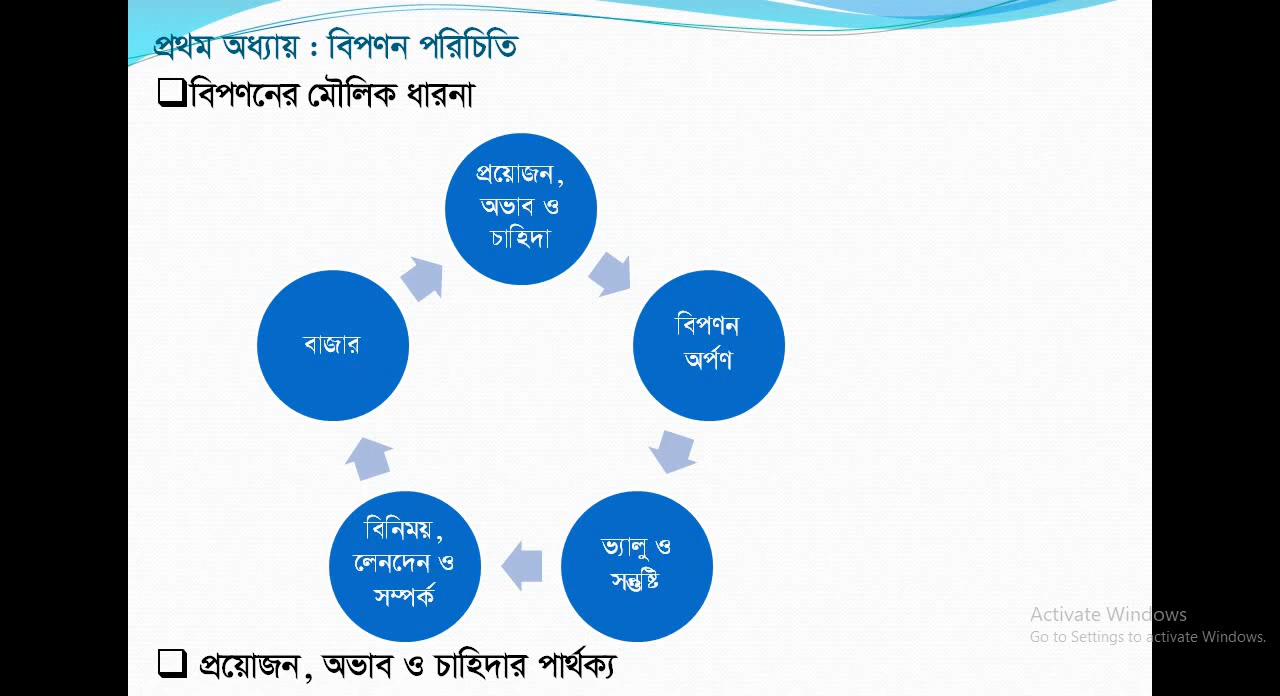 প্রথম অধ্যায় : বিপণন পরিচিতি
বিপণনের মৌলিক ধারনা
প্রয়োজন,
অভাব ও
চাহিদা
বিপণন
অর্পণ
ভ্যালু ও
সন্তুষ্টি
বিনিময়,
লেনদেন ও
সম্পর্ক
বাজার
প্রয়োজন, অভাব ও চাহিদার পার্থক্য
Activate Windows
Go to Settings to activate Windows.